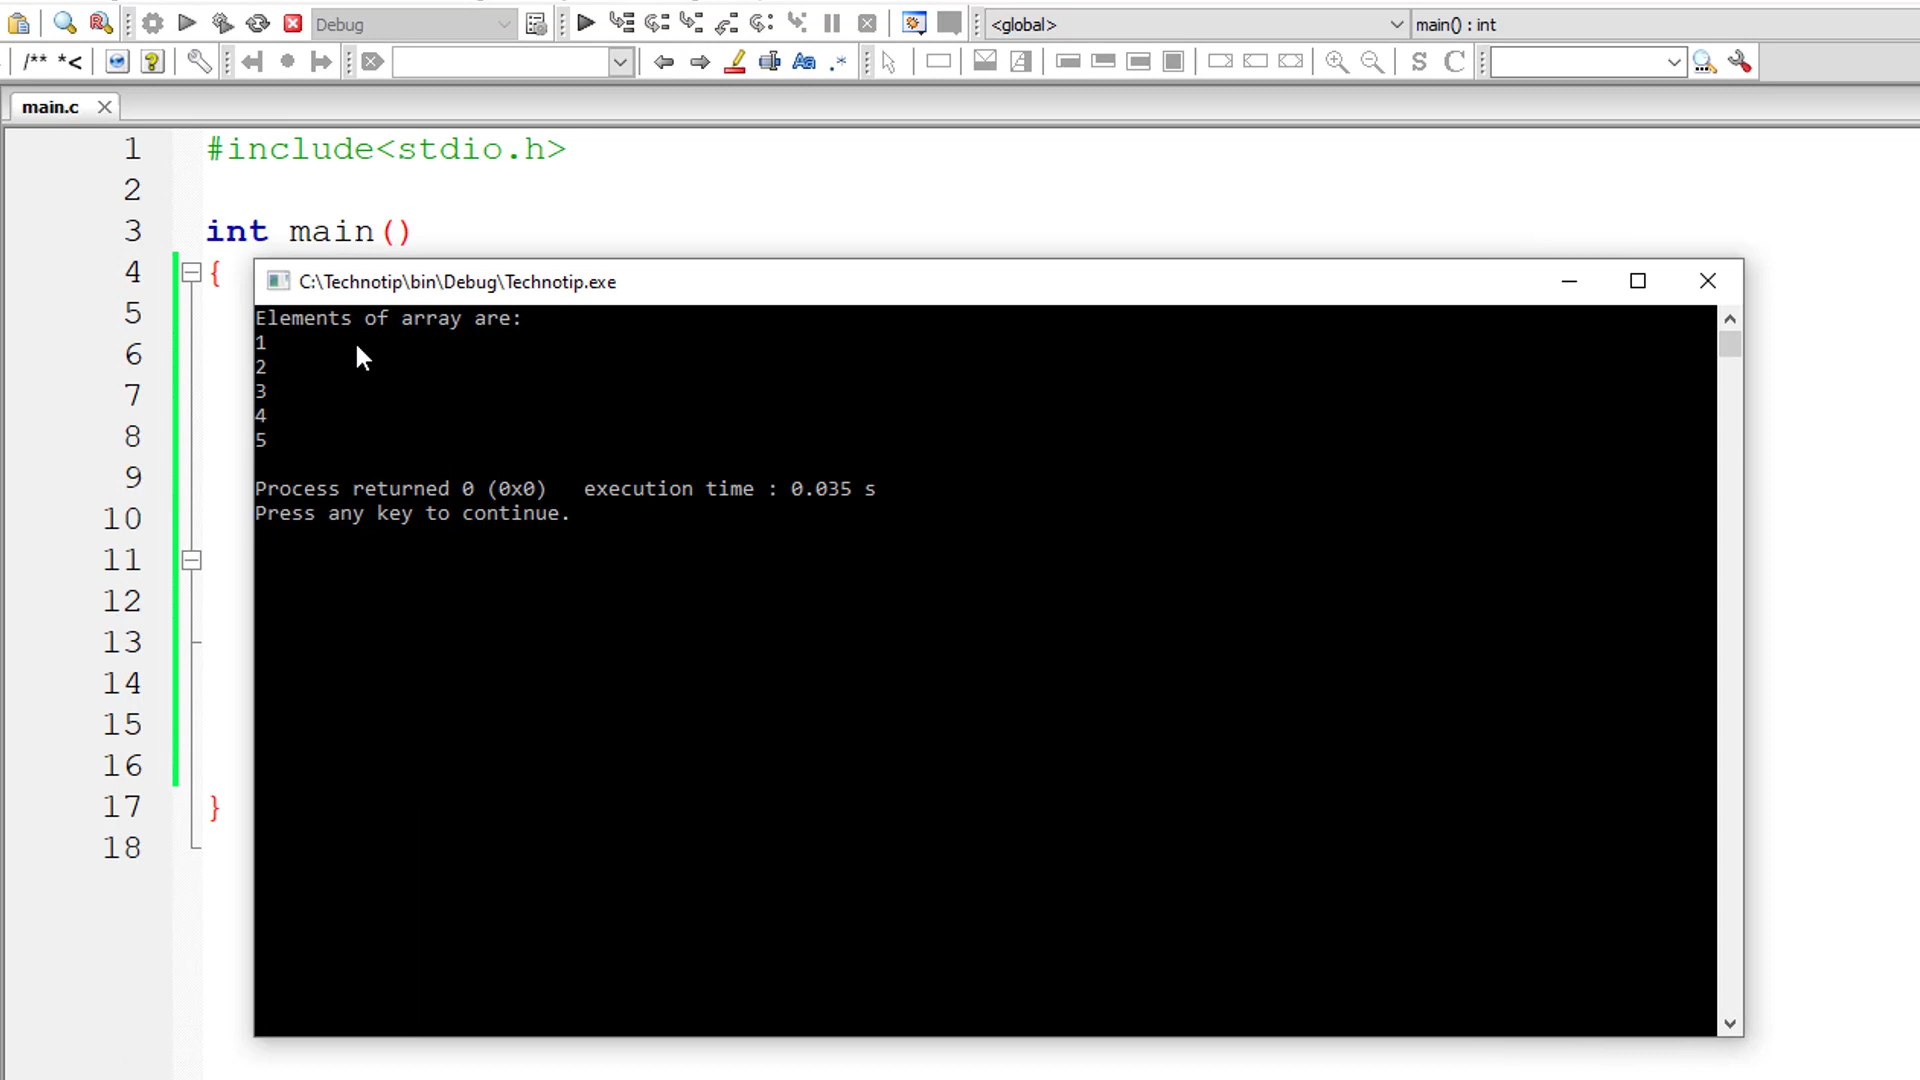 Debug
<global>
main() : int
/** *<
Aa
.*
S
C
main.c
1 #include<stdio.h>
2
3 int main()
4 {
5
6
7
8
9
10
11
12
13
14
15
16
17 }
18
C:\Technotip\bin\Debug\Technotip.exe
Elements of array are:
1
2
3
4
5
Process returned 0 (0x0)   execution time : 0.035 s
Press any key to continue.